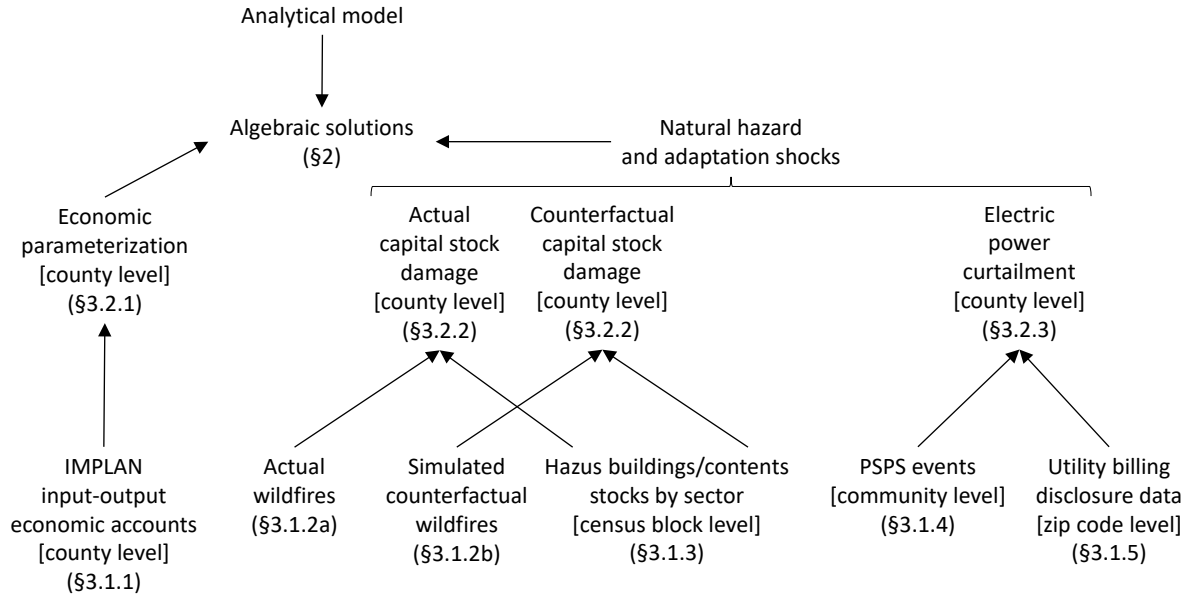 Analytical model
Algebraic solutions
(§2)
Natural hazard
and adaptation shocks
Economic
parameterization
[county level]
(§3.2.1)
Actual
capital stock
damage
[county level]
(§3.2.2)
Counterfactual
capital stock
damage
[county level]
(§3.2.2)
Electric
power
curtailment
[county level]
(§3.2.3)
IMPLAN
input-output
economic accounts
[county level]
(§3.1.1)
Actual
wildfires
(§3.1.2a)
Simulated
counterfactual
wildfires
(§3.1.2b)
Hazus buildings/contents
stocks by sector
[census block level]
(§3.1.3)
PSPS events
[community level]
(§3.1.4)
Utility billing
disclosure data
[zip code level]
(§3.1.5)